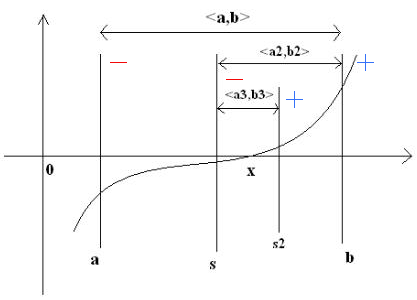 <a,b>
− <a2,b2> +
−
<a3,b3> +
0 x
a s s2 b